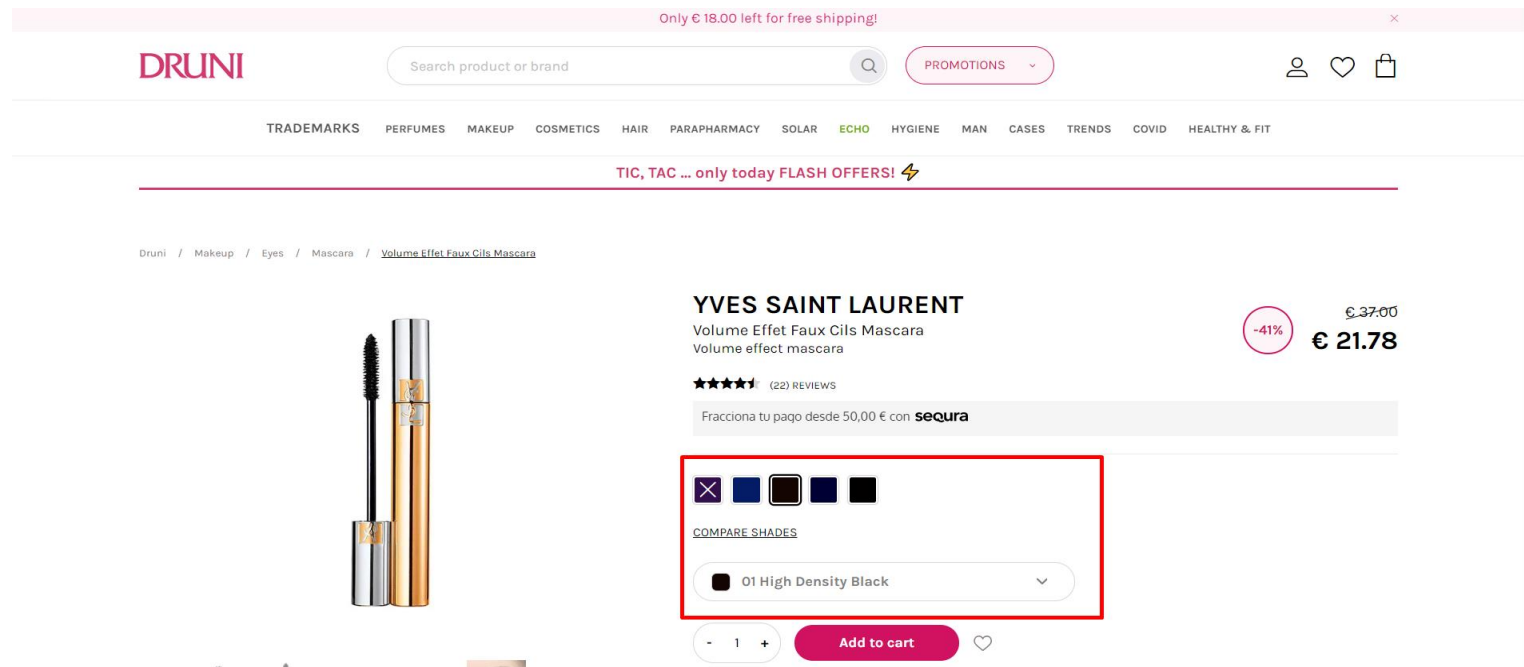 Only € 18.00 left for free shipping!
DRUNI
Search product or brand
PROMOTIONS
TRADEMARKS PERFUMES MAKEUP COSMETICS HAIR PARAPHARMACY SOLAR ECHO HYGIENE MAN CASES TRENDS COVID HEALTHY & FIT
TIC, TAC ... only today FLASH OFFERS!
Druni / Makeup / Eyes / Mascara / Volume Effet Faux Cils Mascara
YVES SAINT LAURENT
Volume Effet Faux Cils Mascara
Volume effect mascara
-41%
€ 37.00
€ 21.78
(22) REVIEWS
Fracciona tu pago desde 50,00 € con seQura
COMPARE SHADES
01 High Density Black
- 1 +
Add to cart